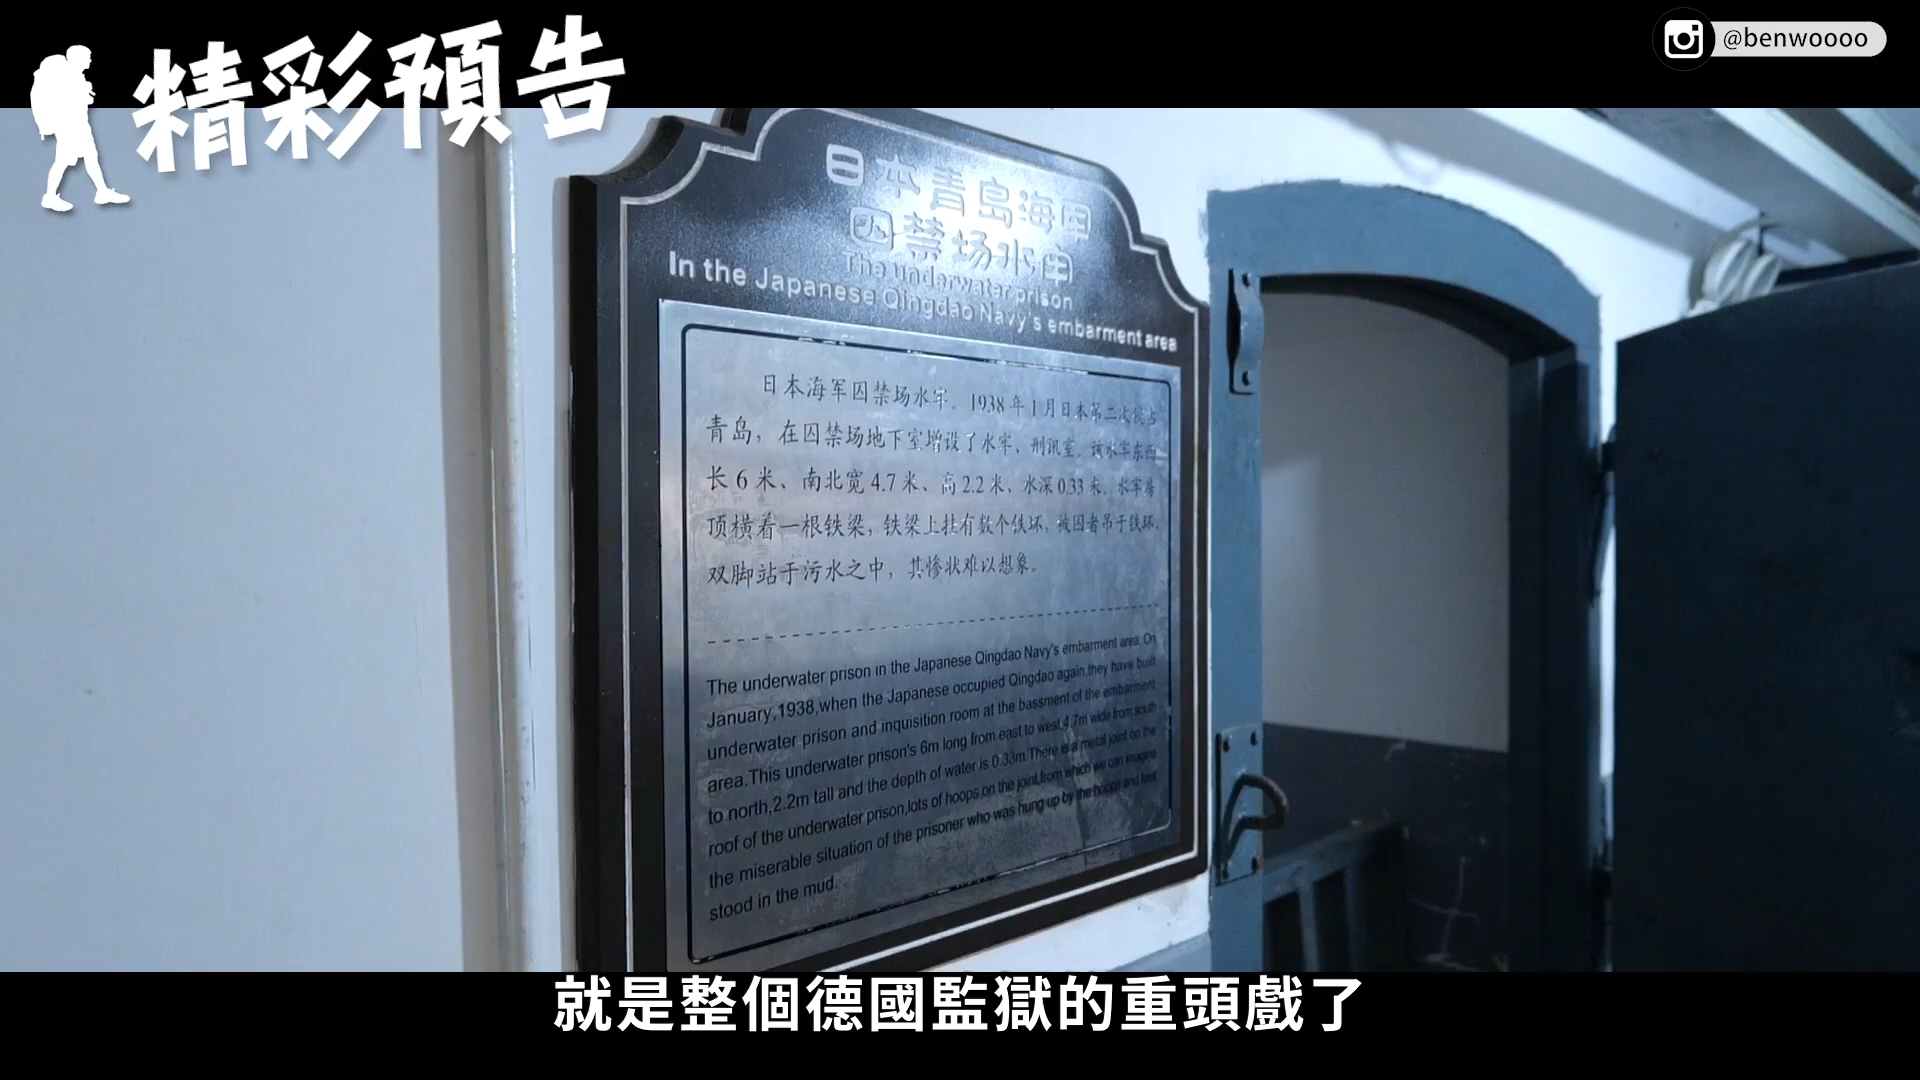 精彩預告
@benwoooo
日本青岛海军
囚禁场水牢
The underwater prison
In the Japanese Qingdao Navy's embarment area
日本海军囚禁场水牢。1938年1月日本第二次侵占
青岛，在囚禁场地下室增设了水牢、刑讯室。该水牢东西
长6米、南北宽4.7米、高2.2米、水深0.33米。水牢房
顶横着一根铁梁，铁梁上挂有数个铁环，被囚者吊于铁环，
双脚站于污水之中，其惨状难以想象。
The underwater prison in the Japanese Qingdao Navy's embarment area.On
January,1938,when the Japanese occupied Qingdao again,they have built
underwater prison and inquisition room at the bassment of the embarment
area.This underwater prison's 6m long from east to west,4.7m wide from south
to north,2.2m tall and the depth of water is 0.33m.There is a metal joint on the
roof of the underwater prison,lots of hoops on the joint,from which we can imagine
the miserable situation of the prisoner who was hung up by the hoops and feet
stood in the mud.
就是整個德國監獄的重頭戲了